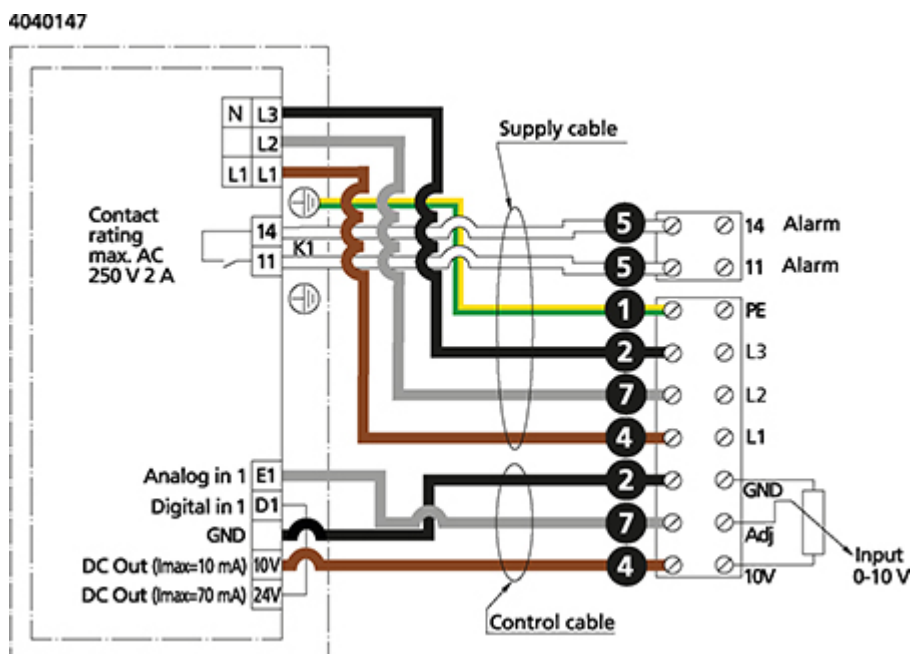 4040147
N L3
L2
L1 L1
Supply cable
Contact
rating
max. AC
250 V 2 A
14
11
K1
5 14 Alarm
5 11 Alarm
1 PE
2 L3
7 L2
4 L1
Analog in 1 E1
Digital in 1 D1
GND
DC Out (Imax=10 mA) 10V
DC Out (Imax=70 mA) 24V
2 GND
7 Adj
4 10V
Input
0-10 V
Control cable